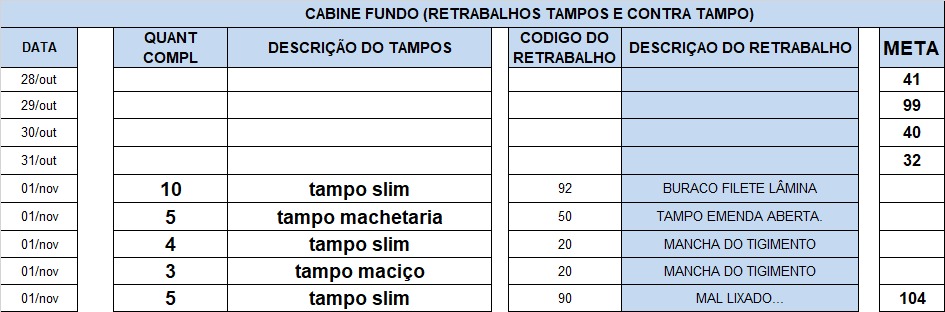 CABINE FUNDO (RETRABALHOS TAMPOS E CONTRA TAMPO)
DATA QUANT COMPL DESCRIÇÃO DO TAMPOS CODIGO DO RETRABALHO DESCRIÇAO DO RETRABALHO META
28/out 41
29/out 99
30/out 40
31/out 32
01/nov 10 tampo slim 92 BURACO FILETE LÂMINA
01/nov 5 tampo machetaria 50 TAMPO EMENDA ABERTA.
01/nov 4 tampo slim 20 MANCHA DO TIGIMENTO
01/nov 3 tampo maciço 20 MANCHA DO TIGIMENTO
01/nov 5 tampo slim 90 MAL LIXADO... 104